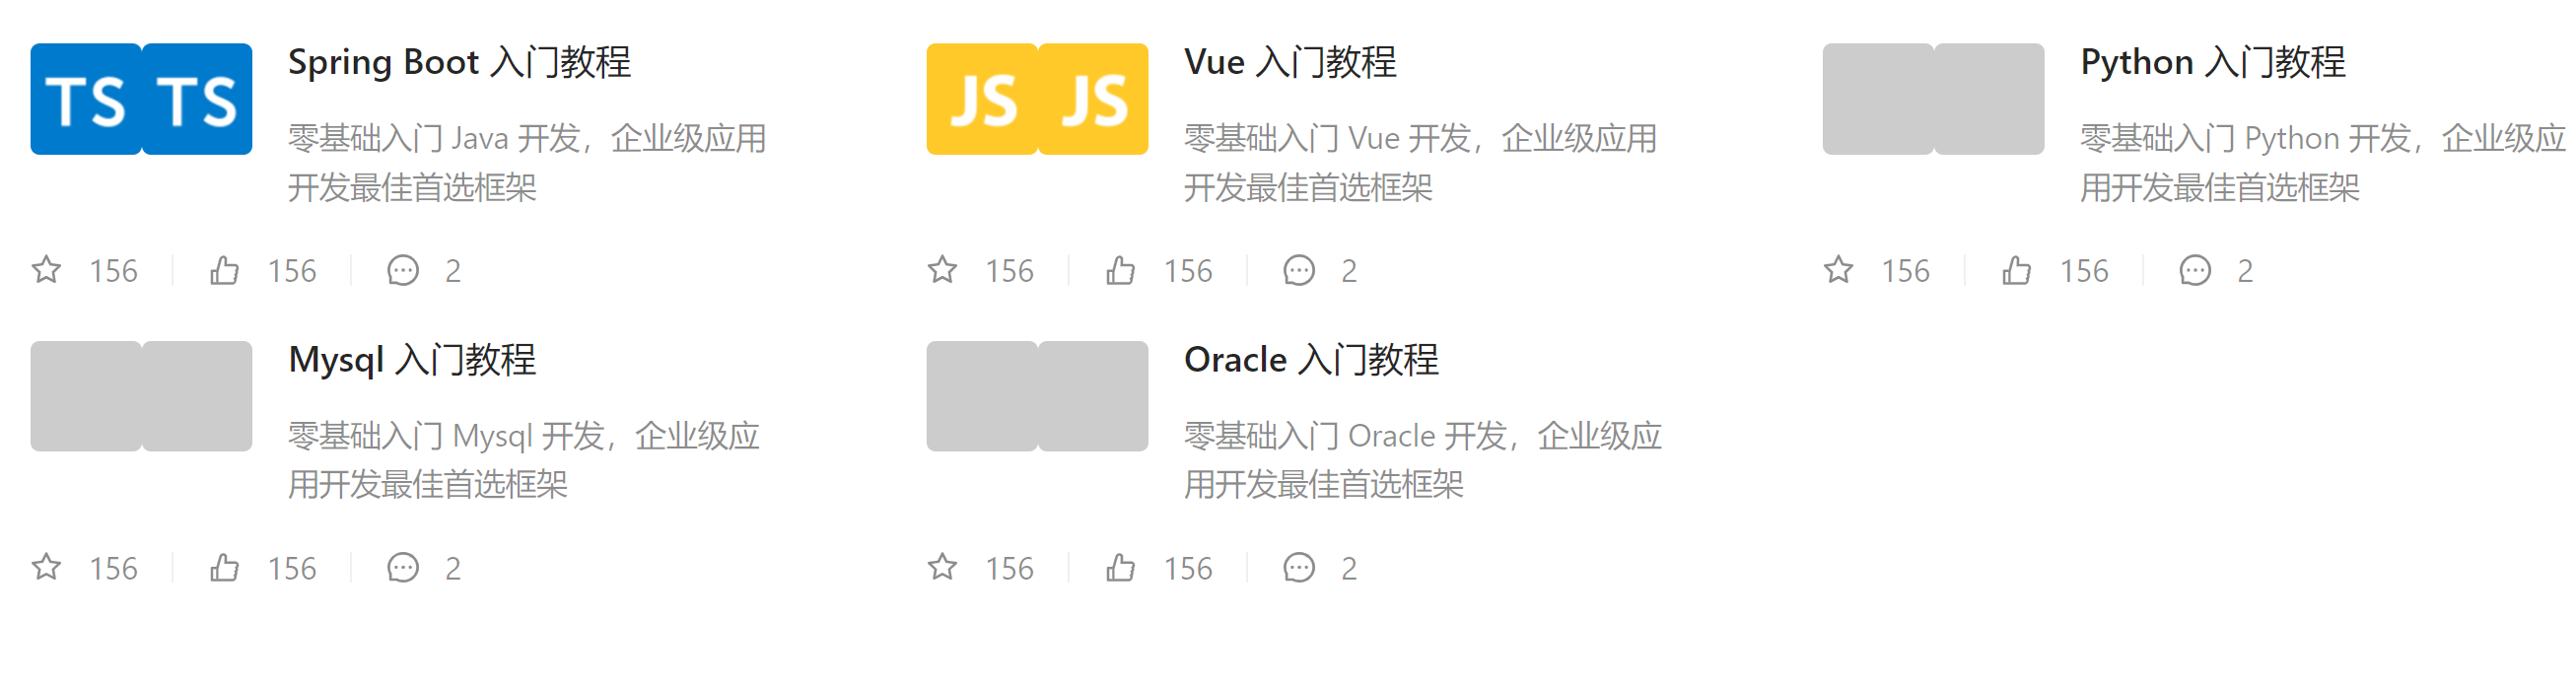 TS TS
Spring Boot 入门教程
零基础入门 Java 开发，企业级应用
开发最佳首选框架
156 156 2
JS JS
Vue 入门教程
零基础入门 Vue 开发，企业级应用
开发最佳首选框架
156 156 2
Python 入门教程
零基础入门 Python 开发，企业级应
用开发最佳首选框架
156 156 2
Mysql 入门教程
零基础入门 Mysql 开发，企业级应
用开发最佳首选框架
156 156 2
Oracle 入门教程
零基础入门 Oracle 开发，企业级应
用开发最佳首选框架
156 156 2